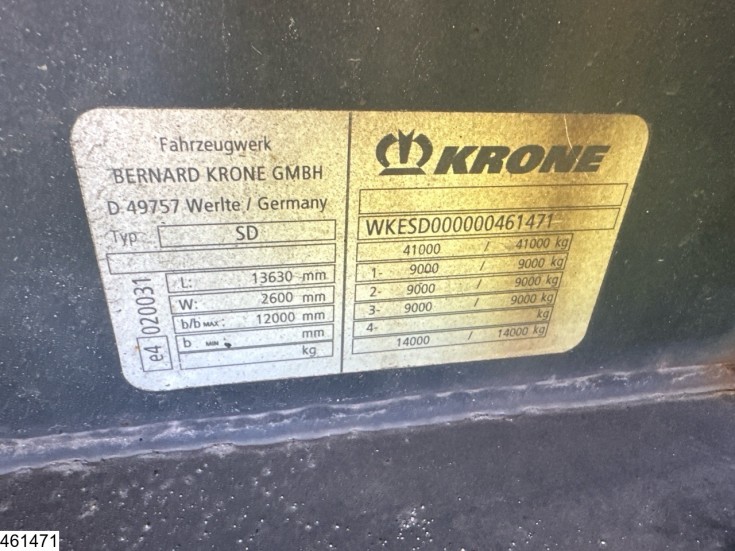 Fahrzeugwerk
BERNARD KRONE GMBH
D 49757 Werlte / Germany
Typ: SD
e4 020031
L: 13630 mm
W: 2600 mm
b/b MAX: 12000 mm
b MIN : mm
kg
KRONE
WKESD000000461471
41000 / 41000 kg
1- 9000 / 9000 kg
2- 9000 / 9000 kg
3- 9000 / 9000 kg
4- kg
14000 / 14000 kg
461471